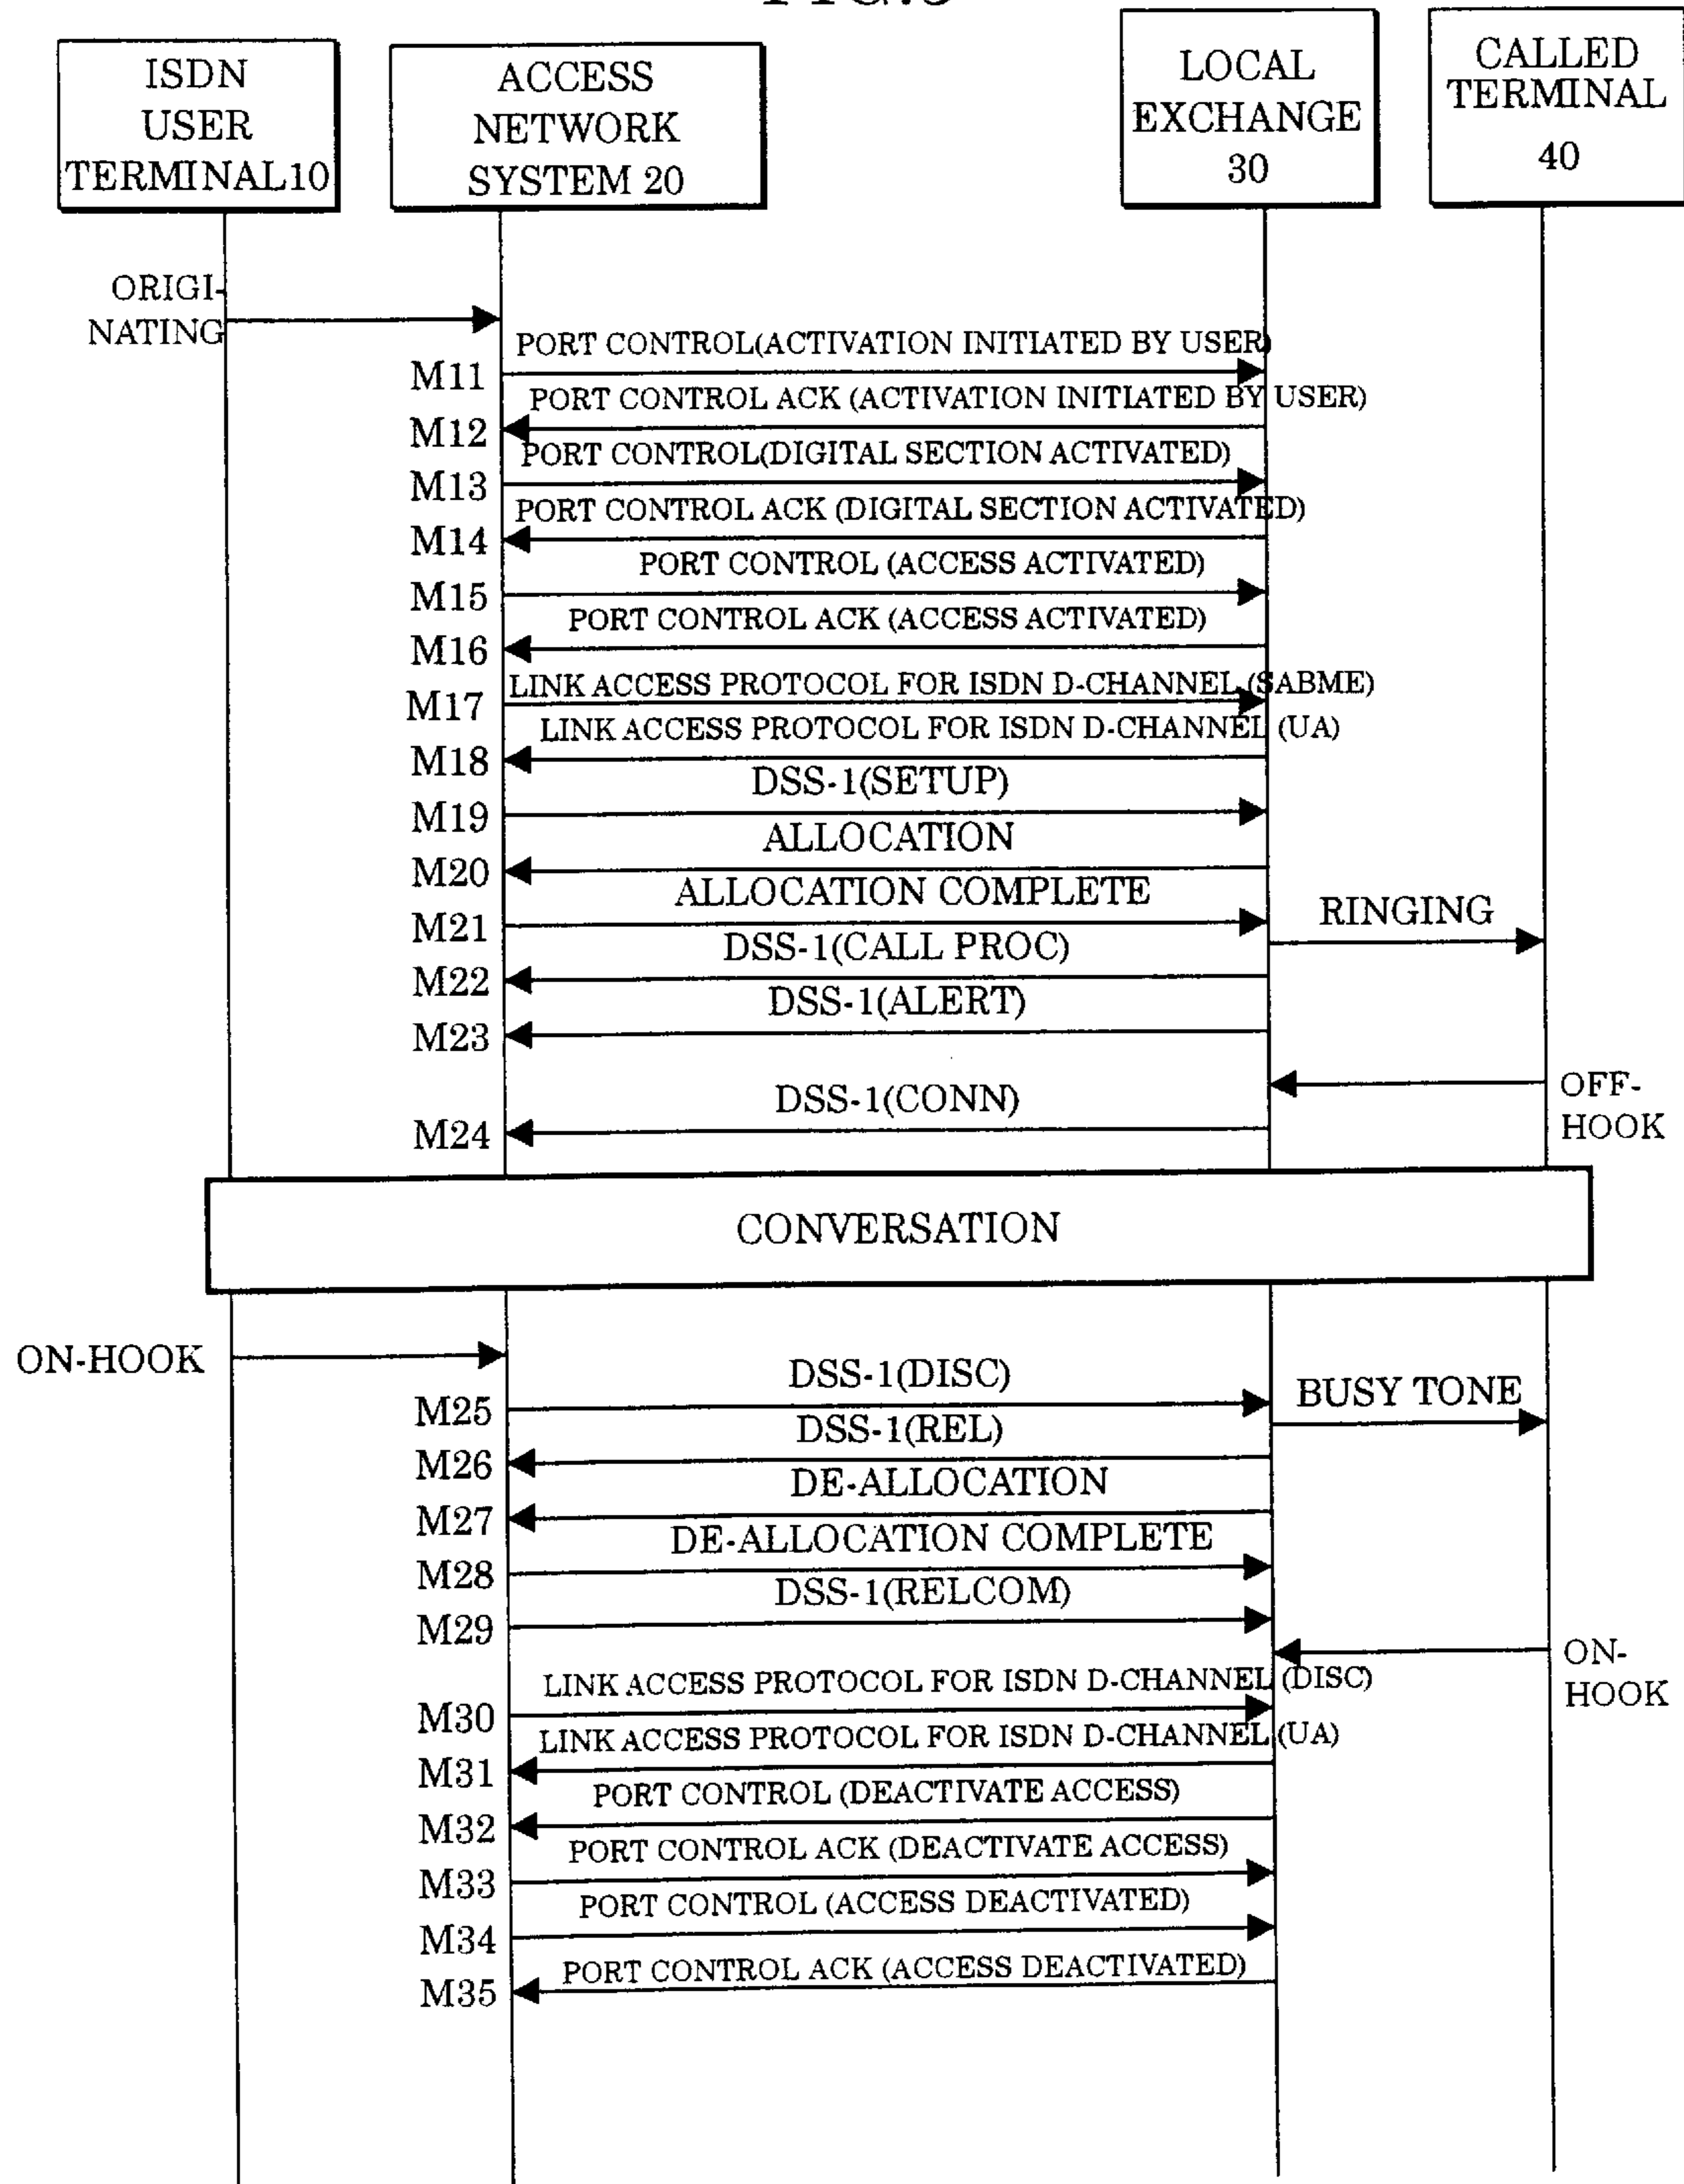 ISDN
USER
TERMINAL10
ACCESS
NETWORK
SYSTEM 20
LOCAL
EXCHANGE
30
CALLED
TERMINAL
40
ORIGI-
NATING
PORT CONTROL(ACTIVATION INITIATED BY USER)
M11
PORT CONTROL ACK (ACTIVATION INITIATED BY USER)
M12
PORT CONTROL(DIGITAL SECTION ACTIVATED)
M13
PORT CONTROL ACK (DIGITAL SECTION ACTIVATED)
M14
PORT CONTROL (ACCESS ACTIVATED)
M15
PORT CONTROL ACK (ACCESS ACTIVATED)
M16
LINK ACCESS PROTOCOL FOR ISDN D-CHANNEL (SABME)
M17
LINK ACCESS PROTOCOL FOR ISDN D-CHANNEL (UA)
M18
DSS-1(SETUP)
M19
ALLOCATION
M20
ALLOCATION COMPLETE
M21
RINGING
DSS-1(CALL PROC)
M22
DSS-1(ALERT)
M23
OFF-
HOOK
DSS-1(CONN)
M24
CONVERSATION
ON-HOOK
DSS-1(DISC)
M25
BUSY TONE
DSS-1(REL)
M26
DE-ALLOCATION
M27
DE-ALLOCATION COMPLETE
M28
DSS-1(RELCOM)
M29
ON-
HOOK
LINK ACCESS PROTOCOL FOR ISDN D-CHANNEL (DISC)
M30
LINK ACCESS PROTOCOL FOR ISDN D-CHANNEL (UA)
M31
PORT CONTROL (DEACTIVATE ACCESS)
M32
PORT CONTROL ACK (DEACTIVATE ACCESS)
M33
PORT CONTROL (ACCESS DEACTIVATED)
M34
PORT CONTROL ACK (ACCESS DEACTIVATED)
M35